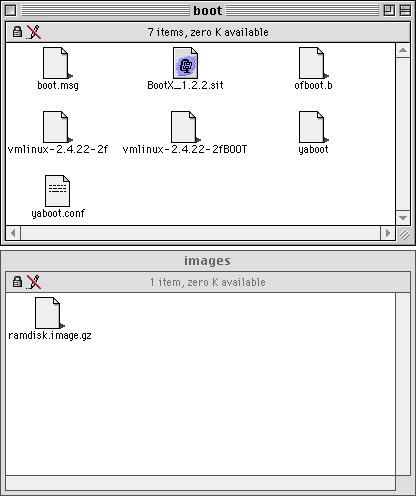 boot
7 items, zero K available
boot.msg
BootX_1.2.2.sit
ofboot.b
vmlinux-2.4.22-2f
vmlinux-2.4.22-2fBOOT
yaboot
yaboot.conf
images
1 item, zero K available
ramdisk.image.gz